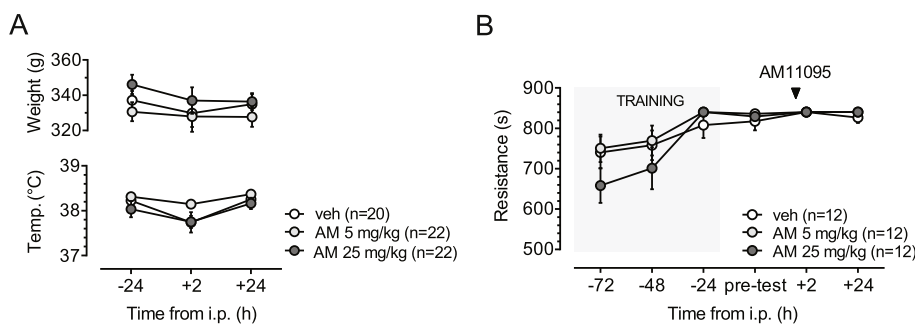 A
Weight (g)
360
340
320
Temp. (°C)
39
38
37
-24
+2
+24
Time from i.p. (h)
veh (n=20)
AM 5 mg/kg (n=22)
AM 25 mg/kg (n=22)
B
AM11095
TRAINING
Resistance (s)
900
800
700
600
500
veh (n=12)
AM 5 mg/kg (n=12)
AM 25 mg/kg (n=12)
-72
-48
-24
pre-test
+2
+24
Time from i.p. (h)